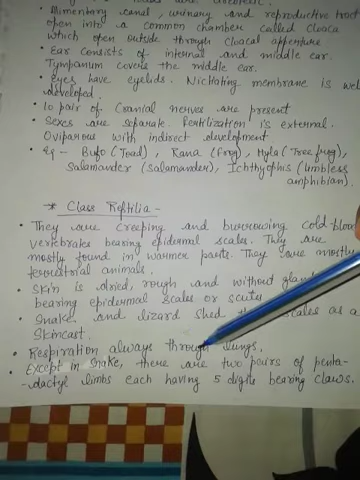 • Alimentary canal, urinary and reproductive tract
open into a common chamber called cloaca
which open outside through cloacal apperture
• Ear consists of internal and middle ear.
Tympanum covers the middle ear.
• Eyes have eyelids. Nictitating membrane is well
developed.
• 10 pair of Cranial nerves are present
• Sexes are separate. Fertilization is external.
Oviparous with indirect development.
• Eg - Bufo (Toad), Rana (frog), Hyla (Tree frog),
Salamander (salamander), Ichthyophis (limbless
amphibian).
* Class Reptilia -
• They are creeping and burrowing cold-bloo
vertebrates bearing epidermal scales. They are
mostly found in warmer parts. They are mostly
terrestrial animals.
• Skin is dried, rough and without gland
bearing epidermal scales or scute
• Snake and lizard shed scales as a
Skincast.
• Respiration always through lungs.
• Except in Snake, there are two pairs of penta-
-dactyl limbs each having 5 digits bearing claws.